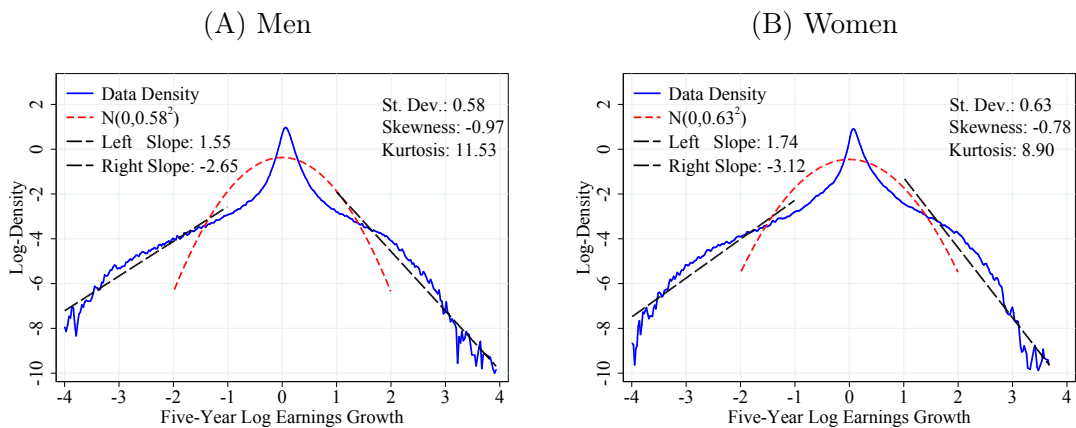 (A) Men
2
0
-2
-4
-6
-8
-10
Log-Density
Data Density
N(0,0.58²)
Left Slope: 1.55
Right Slope: -2.65
St. Dev.: 0.58
Skewness: -0.97
Kurtosis: 11.53
-4 -3 -2 -1 0 1 2 3 4
Five-Year Log Earnings Growth
(B) Women
2
0
-2
-4
-6
-8
-10
Log-Density
Data Density
N(0,0.63²)
Left Slope: 1.74
Right Slope: -3.12
St. Dev.: 0.63
Skewness: -0.78
Kurtosis: 8.90
-4 -3 -2 -1 0 1 2 3 4
Five-Year Log Earnings Growth